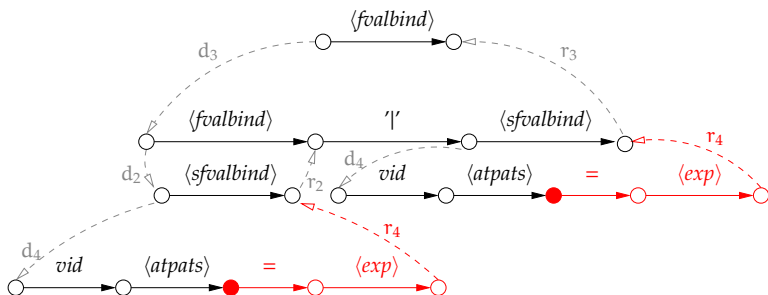 ⟨fvalbind⟩
d3 r3
⟨fvalbind⟩ '|' ⟨sfvalbind⟩
d4 r4
d2 ⟨sfvalbind⟩ r2 vid ⟨atpats⟩ = ⟨exp⟩
d4 r4
vid ⟨atpats⟩ = ⟨exp⟩